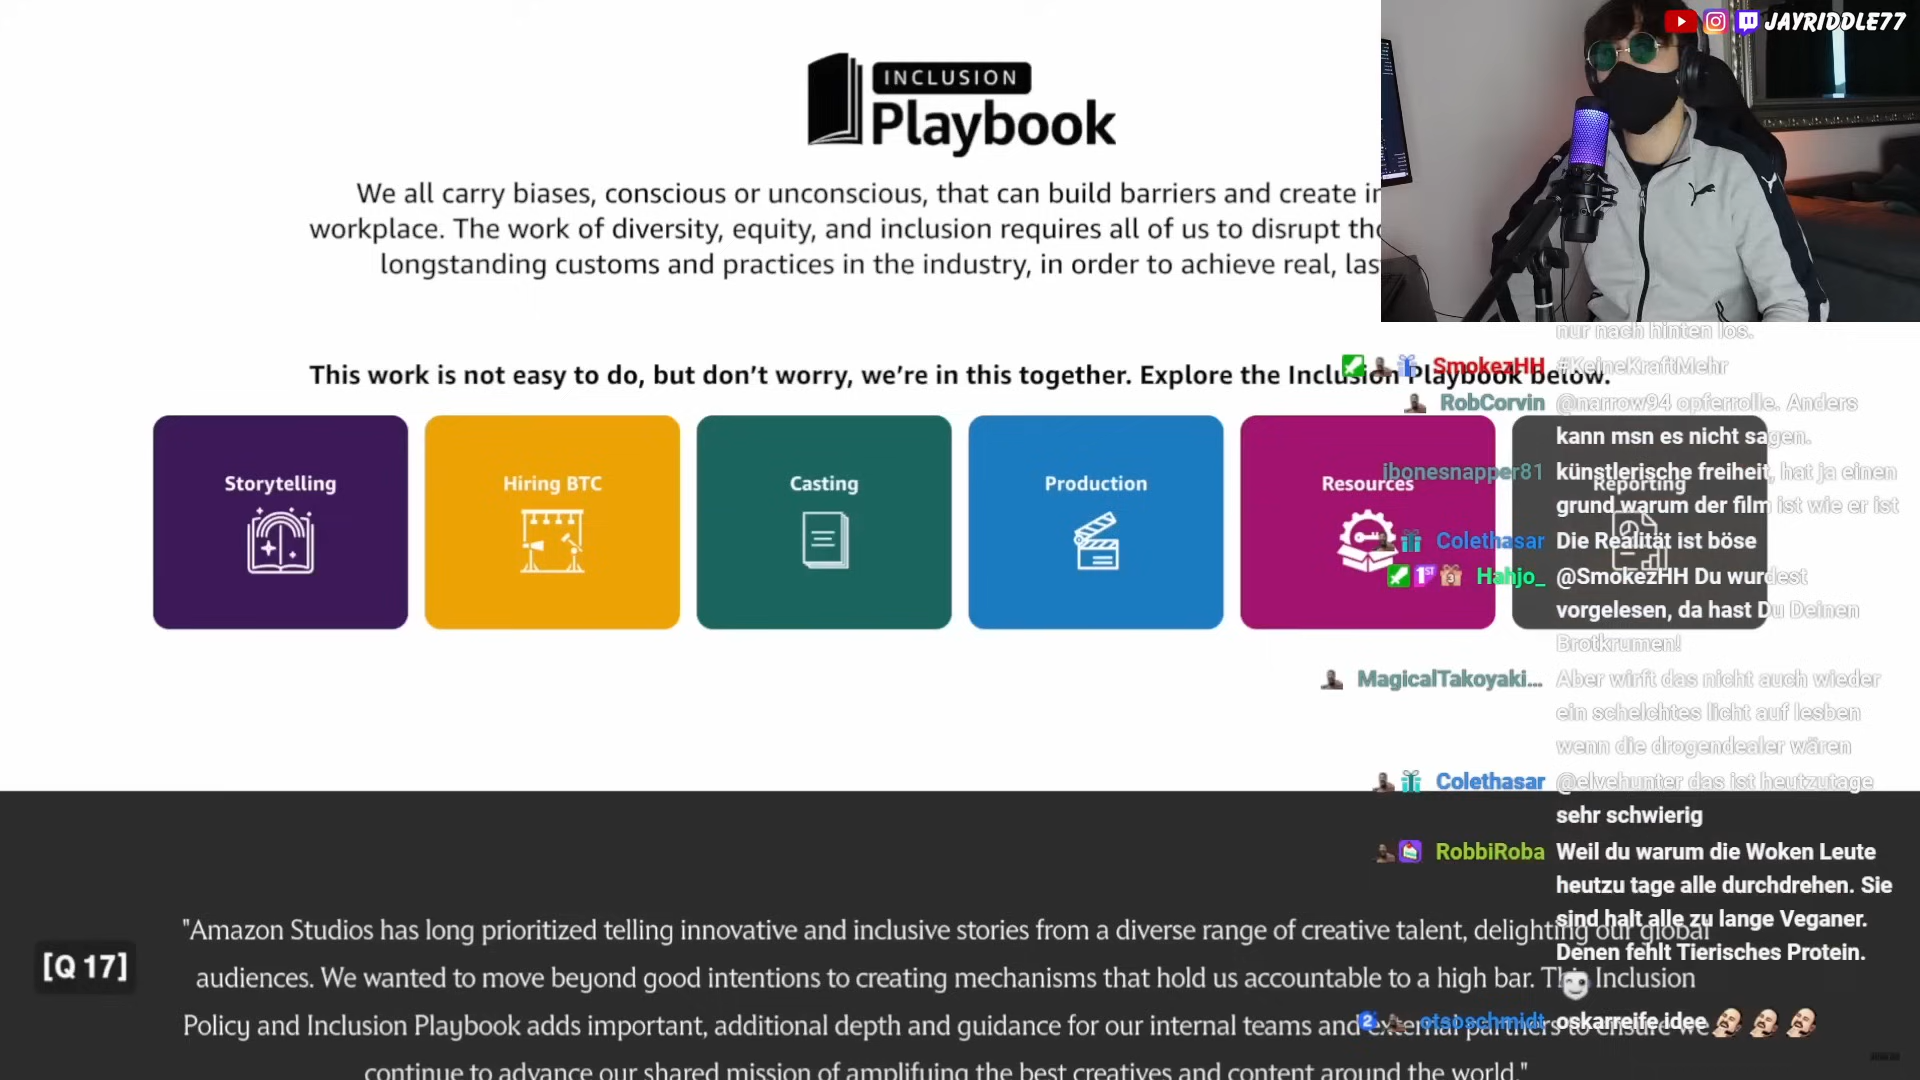 JAYRIDDLE77
INCLUSION
Playbook
We all carry biases, conscious or unconscious, that can build barriers and create
workplace. The work of diversity, equity, and inclusion requires all of us to disrupt
longstanding customs and practices in the industry, in order to achieve real,
This work is not easy to do, but don't worry, we're in this together. Explore the Inclusion Playbook below.
Storytelling
Hiring BTC
Casting
Production
Resources
Reporting
nur nach hinten los.
SmokezHH #KeineKraftMehr
RobCorvin @narrow94 opferrolle. Anders
kann msn es nicht sagen.
ibonesnapper81 künstlerische freiheit, hat ja einen
grund warum der film ist wie er ist
Colethasar Die Realität ist böse
1ST 3 Hahjo_ @SmokezHH Du wurdest
vorgelesen, da hast Du Deinen
Brotkrumen!
MagicalTakoyaki... Aber wirft das nicht auch wieder
ein schelchtes licht auf lesben
wenn die drogendealer wären
Colethasar @elvehunter das ist heutzutage
sehr schwierig
RobbiRoba Weil du warum die Woken Leute
heutzu tage alle durchdrehen. Sie
sind halt alle zu lange Veganer.
Denen fehlt Tierisches Protein.
2 otsoschmidt oskarreife idee
[Q 17]
"Amazon Studios has long prioritized telling innovative and inclusive stories from a diverse range of creative talent, delighting our global
audiences. We wanted to move beyond good intentions to creating mechanisms that hold us accountable to a high bar. This Inclusion
Policy and Inclusion Playbook adds important, additional depth and guidance for our internal teams and external partners to ensure we
continue to advance our shared mission of amplifying the best creatives and content around the world."